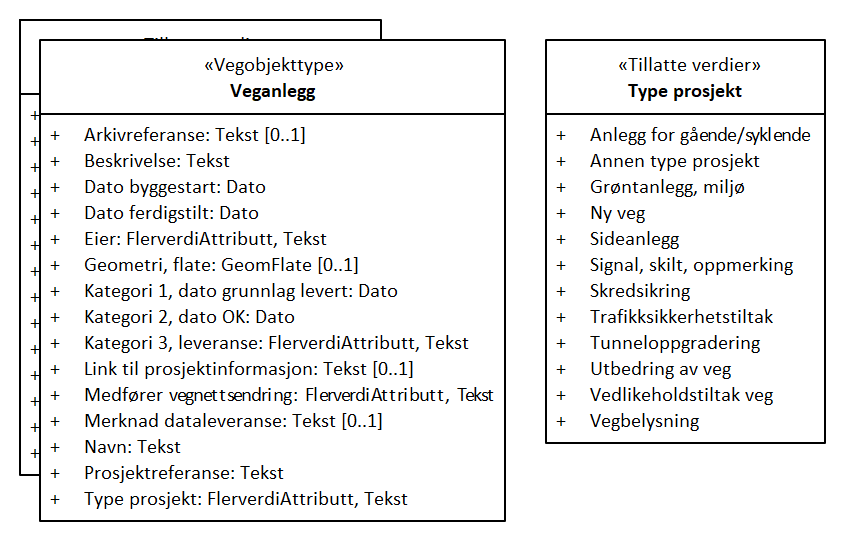 «Vegobjekttype»
Veganlegg
+ Arkivreferanse: Tekst [0..1]
+ Beskrivelse: Tekst
+ Dato byggestart: Dato
+ Dato ferdigstilt: Dato
+ Eier: FlerverdiAttributt, Tekst
+ Geometri, flate: GeomFlate [0..1]
+ Kategori 1, dato grunnlag levert: Dato
+ Kategori 2, dato OK: Dato
+ Kategori 3, leveranse: FlerverdiAttributt, Tekst
+ Link til prosjektinformasjon: Tekst [0..1]
+ Medfører vegnettsendring: FlerverdiAttributt, Tekst
+ Merknad dataleveranse: Tekst [0..1]
+ Navn: Tekst
+ Prosjektreferanse: Tekst
+ Type prosjekt: FlerverdiAttributt, Tekst
«Tillatte verdier»
Type prosjekt
+ Anlegg for gående/syklende
+ Annen type prosjekt
+ Grøntanlegg, miljø
+ Ny veg
+ Sideanlegg
+ Signal, skilt, oppmerking
+ Skredsikring
+ Trafikksikkerhetstiltak
+ Tunneloppgradering
+ Utbedring av veg
+ Vedlikeholdstiltak veg
+ Vegbelysning